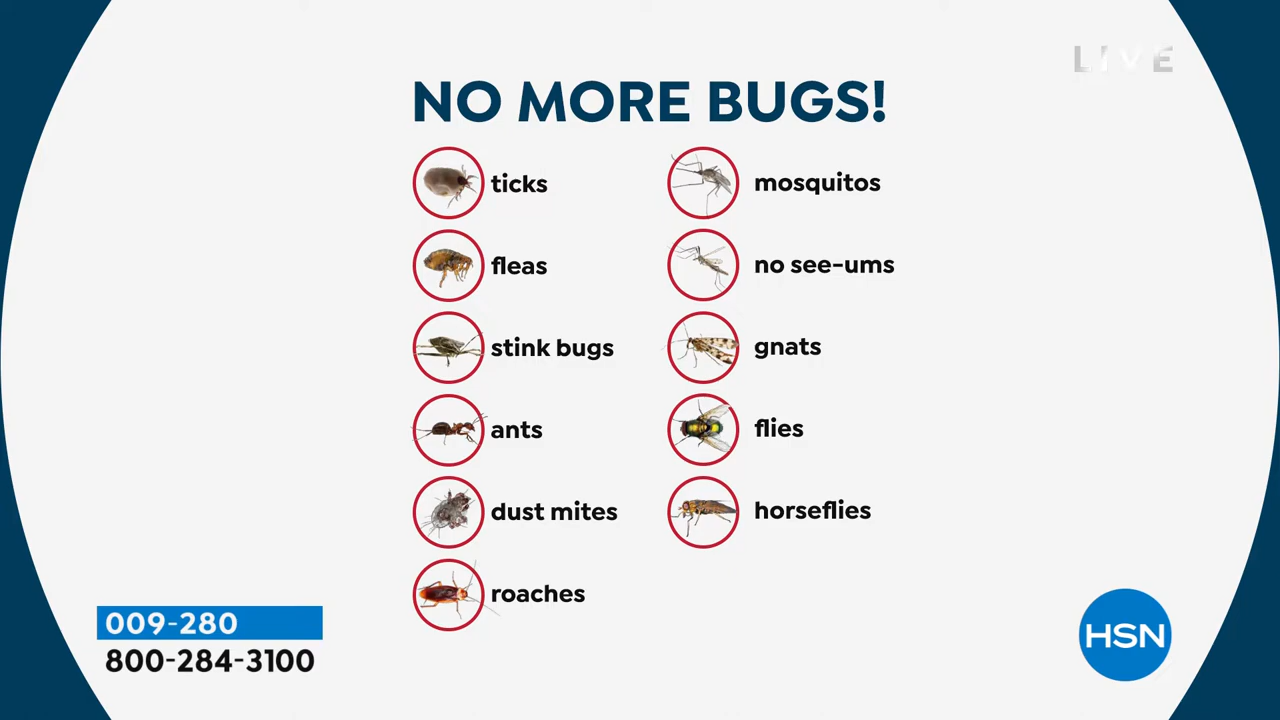 LIVE
NO MORE BUGS!
ticks
fleas
stink bugs
ants
dust mites
roaches
mosquitos
no see-ums
gnats
flies
horseflies
009-280
800-284-3100
HSN